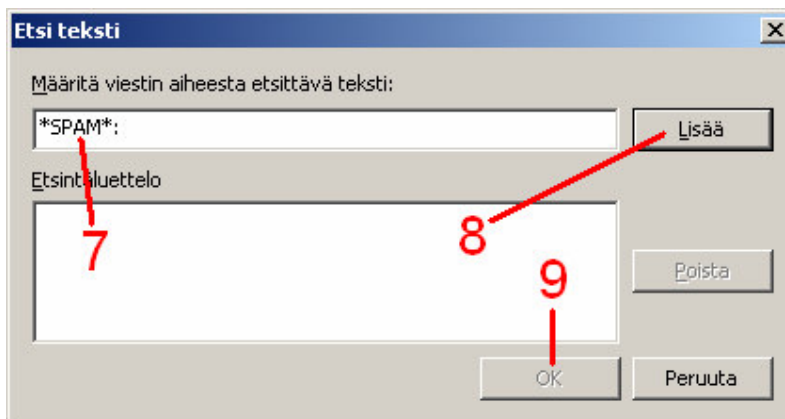 Etsi teksti
Määritä viestin aiheesta etsittävä teksti:
*SPAM*:
Lisää
Etsintäluettelo
7
8
9
Poista
OK
Peruuta